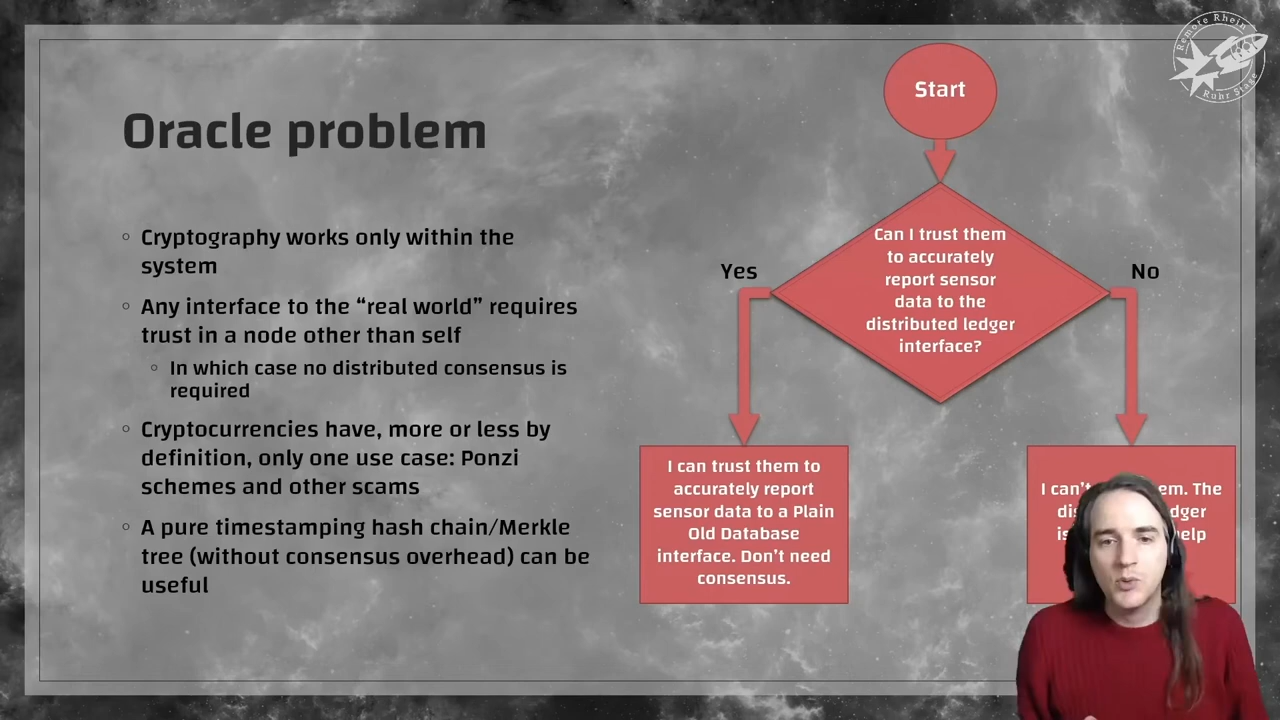 Remote Rhein
Ruhr Stage
Start
Oracle problem
Cryptography works only within the
system
Any interface to the “real world” requires
trust in a node other than self
In which case no distributed consensus is
required
Cryptocurrencies have, more or less by
definition, only one use case: Ponzi
schemes and other scams
A pure timestamping hash chain/Merkle
tree (without consensus overhead) can be
useful
Can I trust them
to accurately
report sensor
data to the
distributed ledger
interface?
Yes
No
I can trust them to
accurately report
sensor data to a Plain
Old Database
interface. Don’t need
consensus.
I can’t em. The